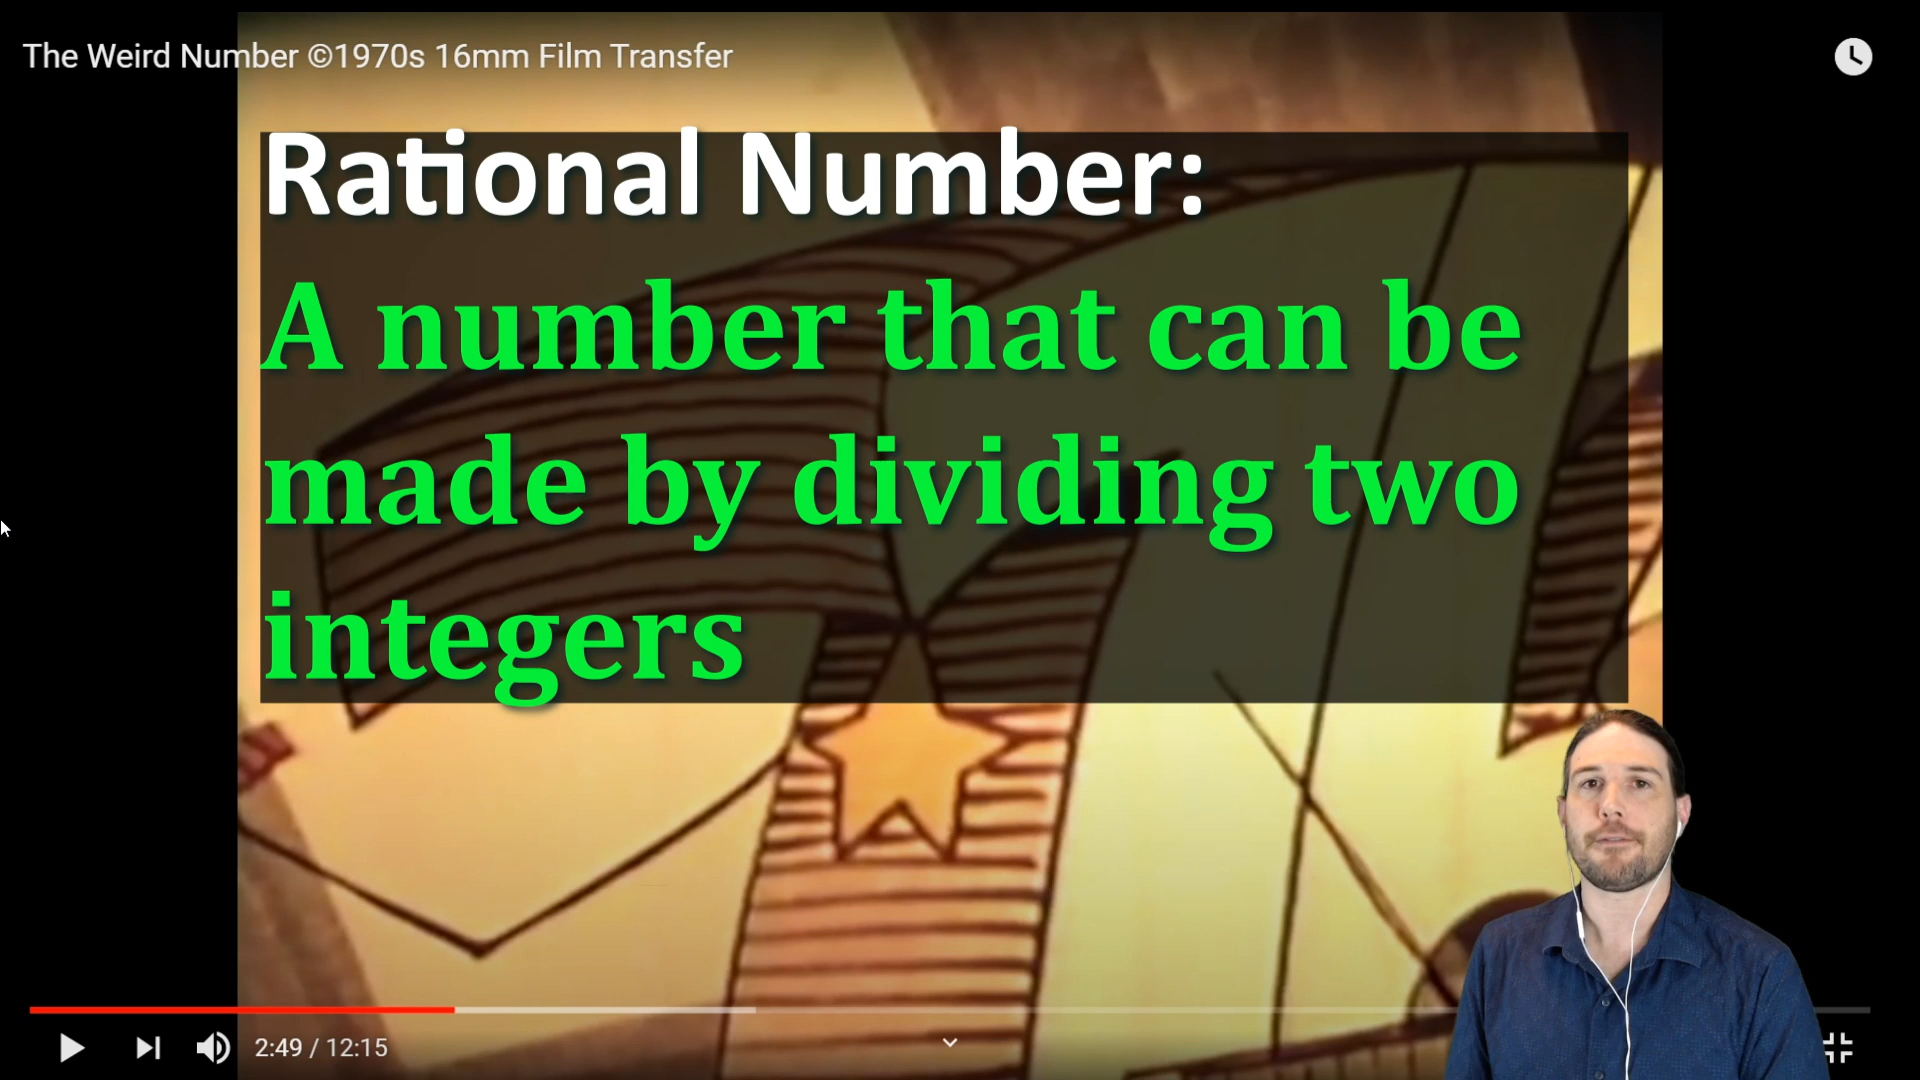 The Weird Number ©1970s 16mm Film Transfer
Rational Number:
A number that can be
made by dividing two
integers
2:49 / 12:15